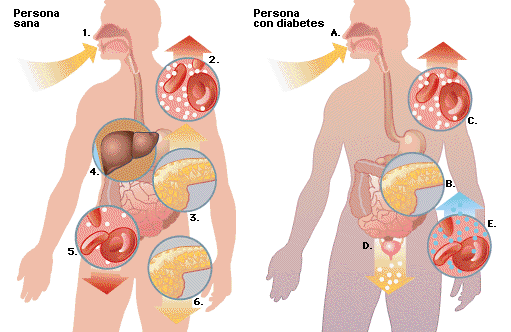 Persona
sana
1.
2.
3.
4.
5.
6.
Persona
con diabetes
A.
B.
C.
D.
E.